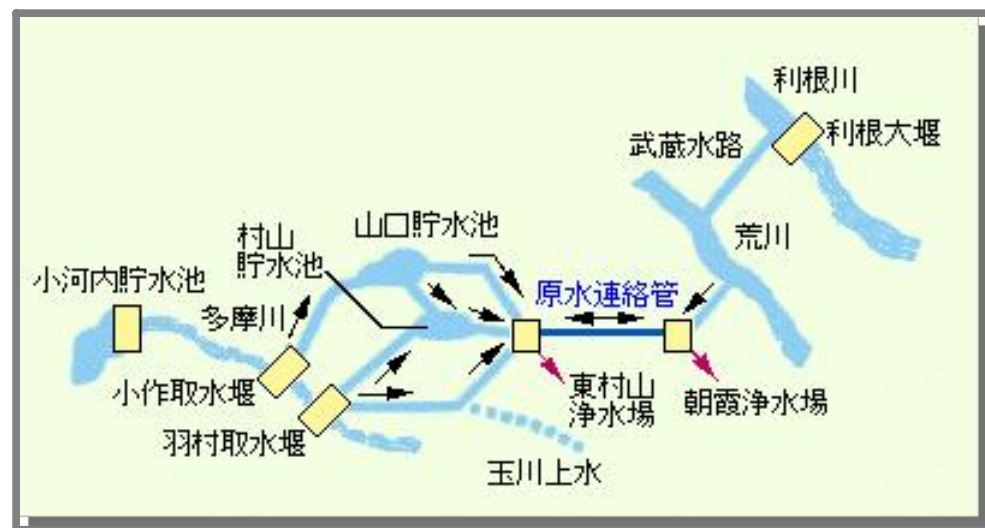 利根川
利根大堰
武蔵水路
荒川
山口貯水池
村山
貯水池
小河内貯水池
多摩川
原水連絡管
小作取水堰
羽村取水堰
東村山
浄水場
朝霞浄水場
玉川上水